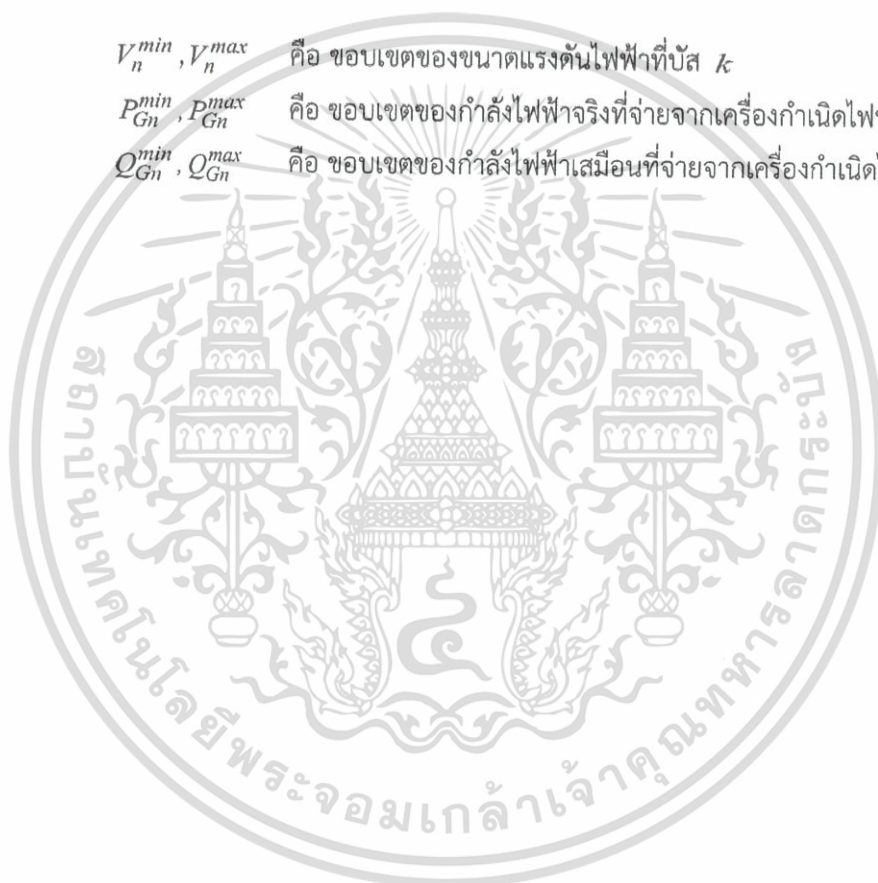 V_n^{min}, V_n^{max} คือ ขอบเขตของขนาดแรงดันไฟฟ้าที่บัส k
P_{Gn}^{min}, P_{Gn}^{max} คือ ขอบเขตของกำลังไฟฟ้าจริงที่จ่ายจากเครื่องกำเนิด
Q_{Gn}^{min}, Q_{Gn}^{max} คือ ขอบเขตของกำลังไฟฟ้าเสมือนที่จ่ายจากเครื่องกำเนิด
สถาบันเทคโนโลยีพระจอมเกล้าเจ้าคุณทหารลาดกระบัง